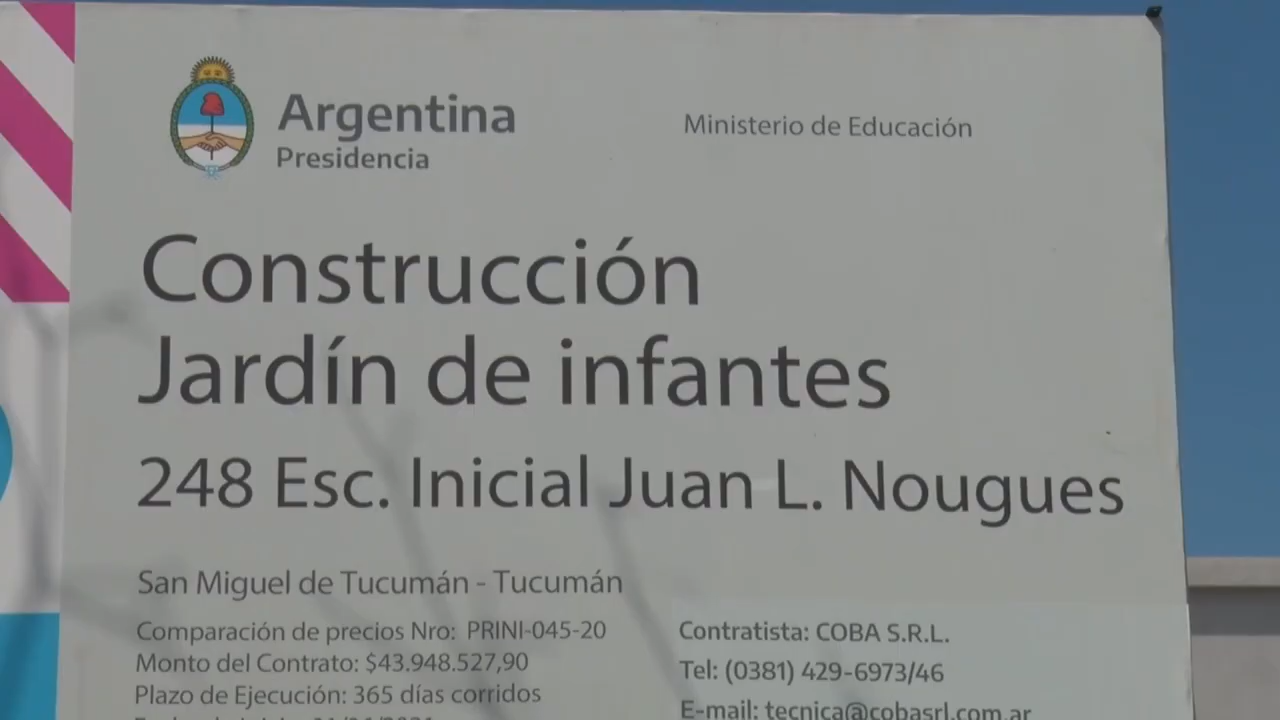 Argentina
Presidencia
Ministerio de Educación
Construcción
Jardín de infantes
248 Esc. Inicial Juan L. Nougues
San Miguel de Tucumán - Tucumán
Comparación de precios Nro: PRINI-045-20
Monto del Contrato: $43.948.527,90
Plazo de Ejecución: 365 días corridos
Contratista: COBA S.R.L.
Tel: (0381) 429-6973/46
E-mail: tecnica@cobasrl.com.ar